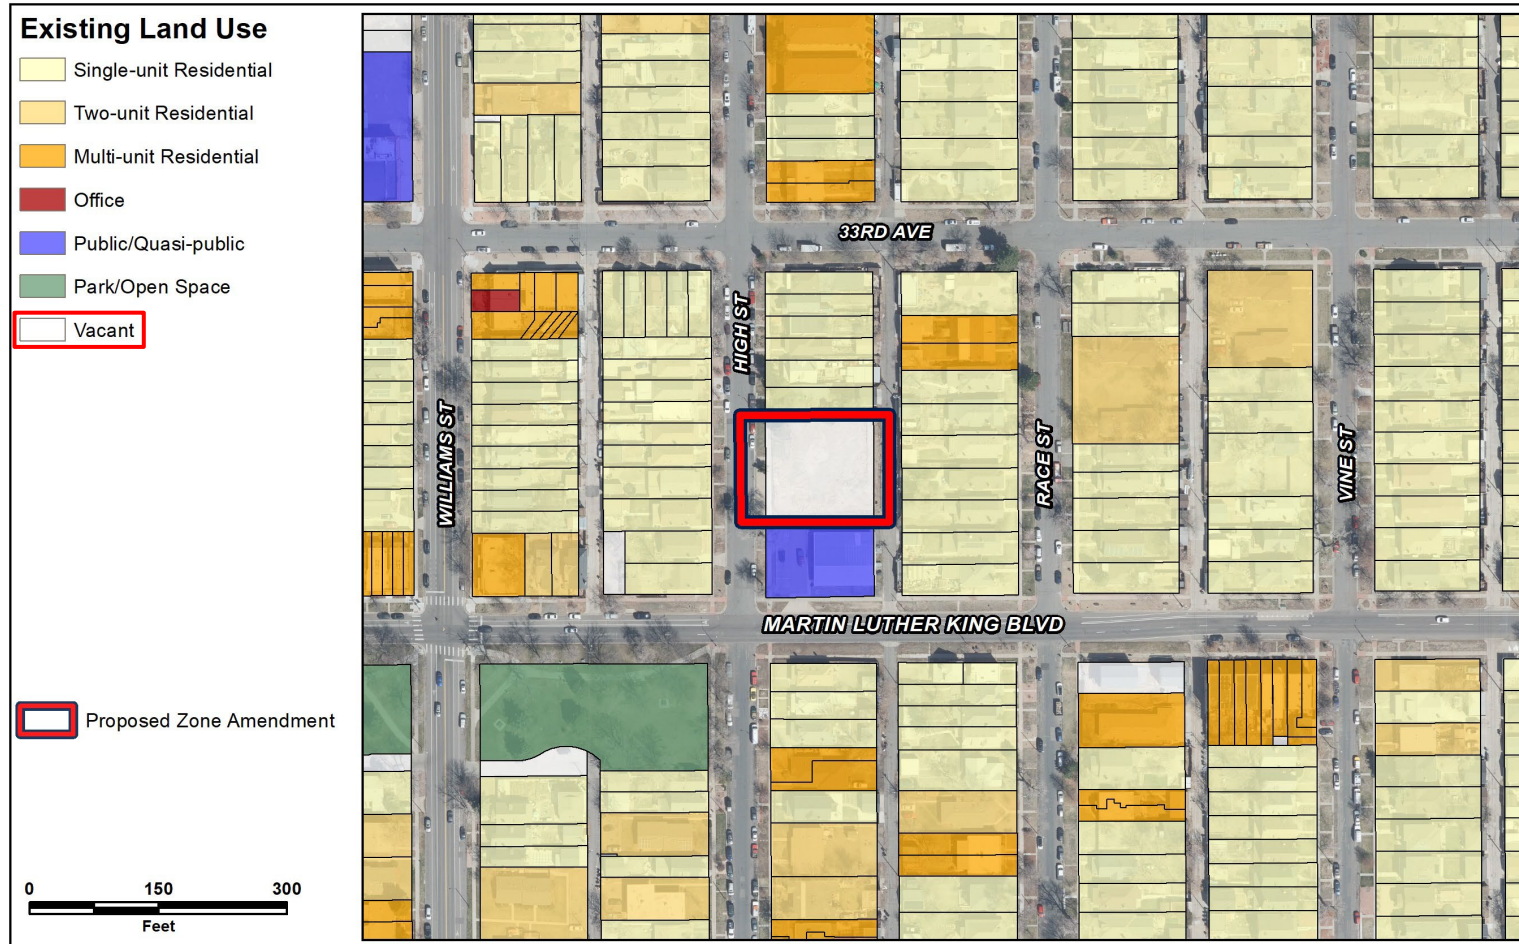 Existing Land Use
Single-unit Residential
Two-unit Residential
Multi-unit Residential
Office
Public/Quasi-public
Park/Open Space
Vacant
Proposed Zone Amendment
0 150 300
Feet
33RD AVE
HIGH ST
WILLIAMS ST
RACE ST
VINE ST
MARTIN LUTHER KING BLVD